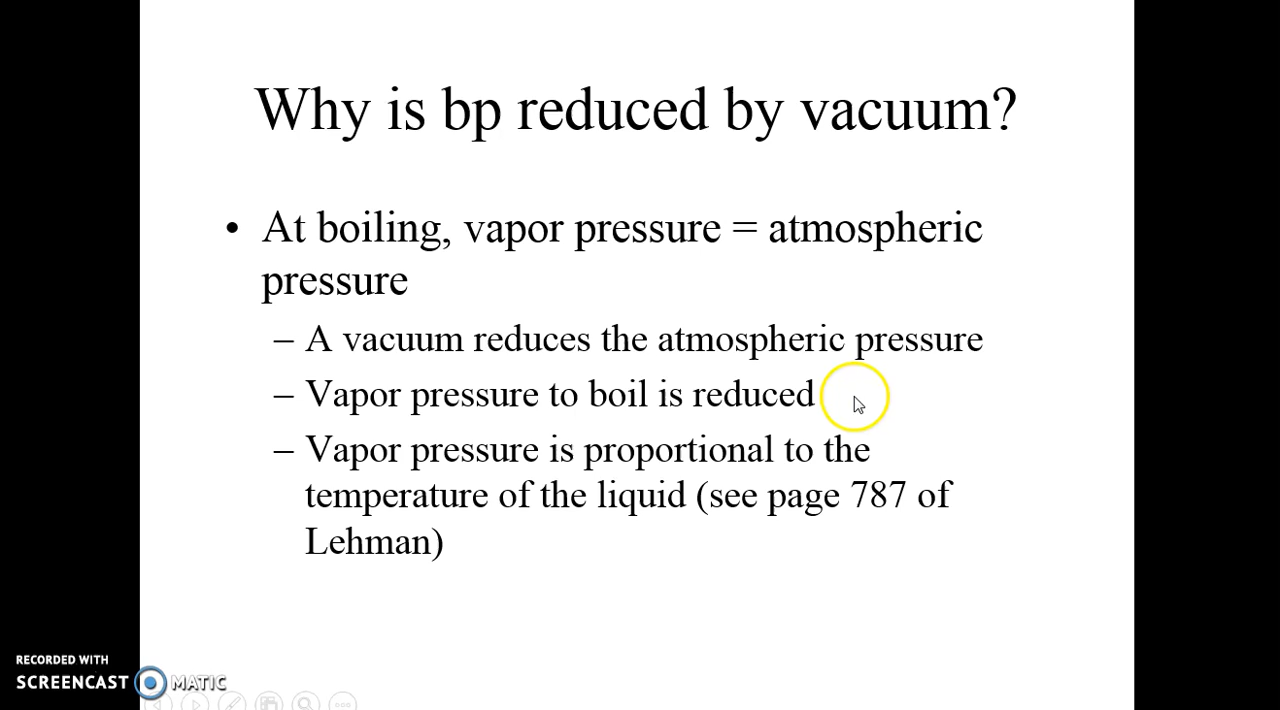 Why is bp reduced by vacuum?
• At boiling, vapor pressure = atmospheric
pressure
– A vacuum reduces the atmospheric pressure
– Vapor pressure to boil is reduced
– Vapor pressure is proportional to the
temperature of the liquid (see page 787 of
Lehman)
RECORDED WITH
SCREENCAST MATIC